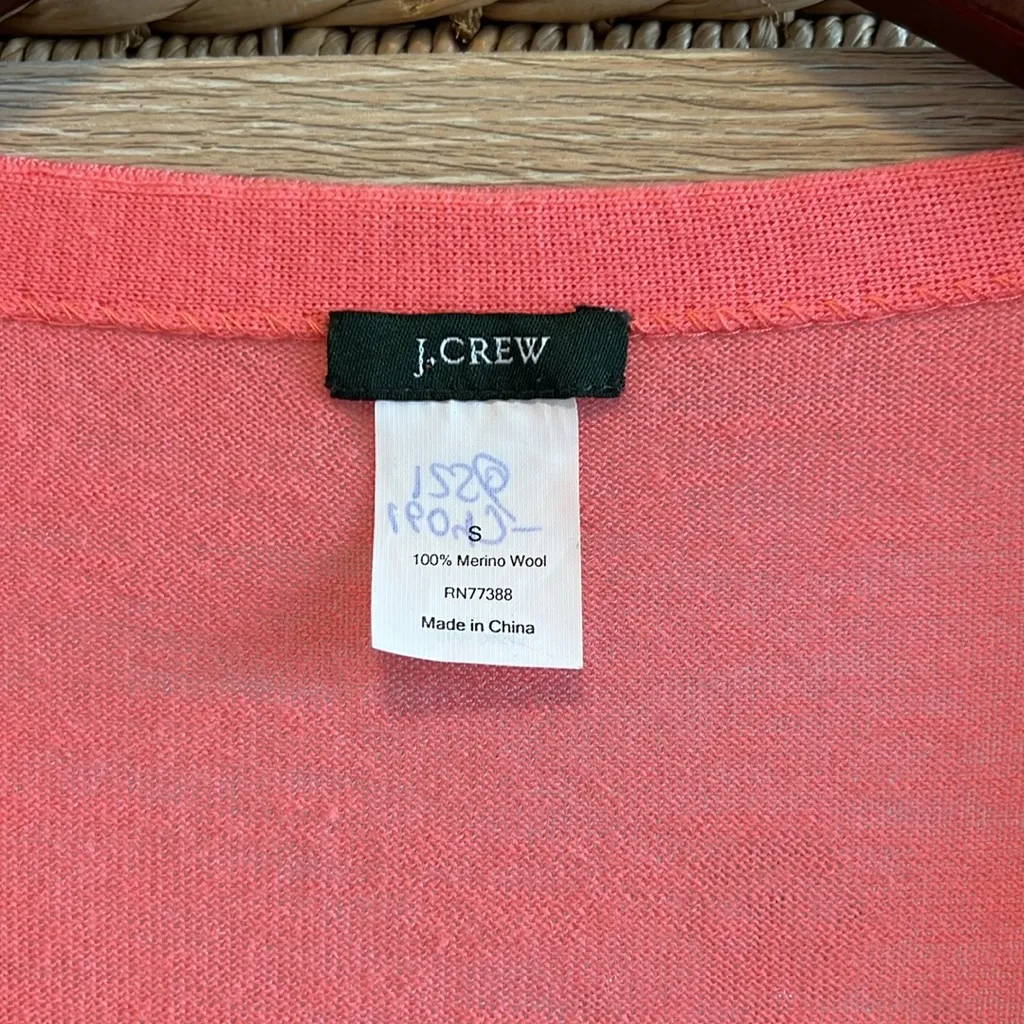 J.CREW
S
100% Merino Wool
RN77388
Made in China